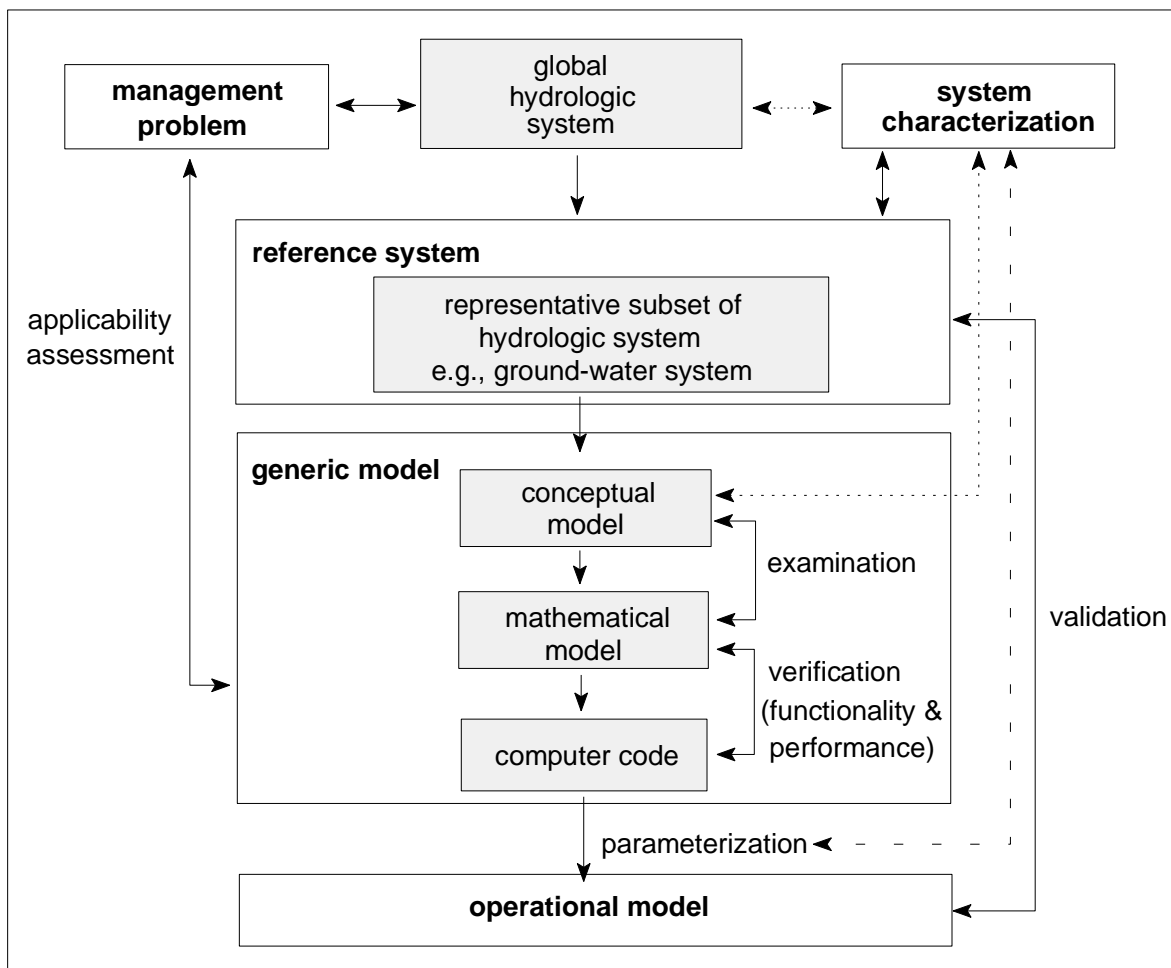 global
hydrologic
system
management
problem
system
characterization
reference system
representative subset of
hydrologic system
e.g., ground-water system
applicability
assessment
generic model
conceptual
model
examination
mathematical
model
validation
verification
(functionality &
performance)
computer code
parameterization
operational model